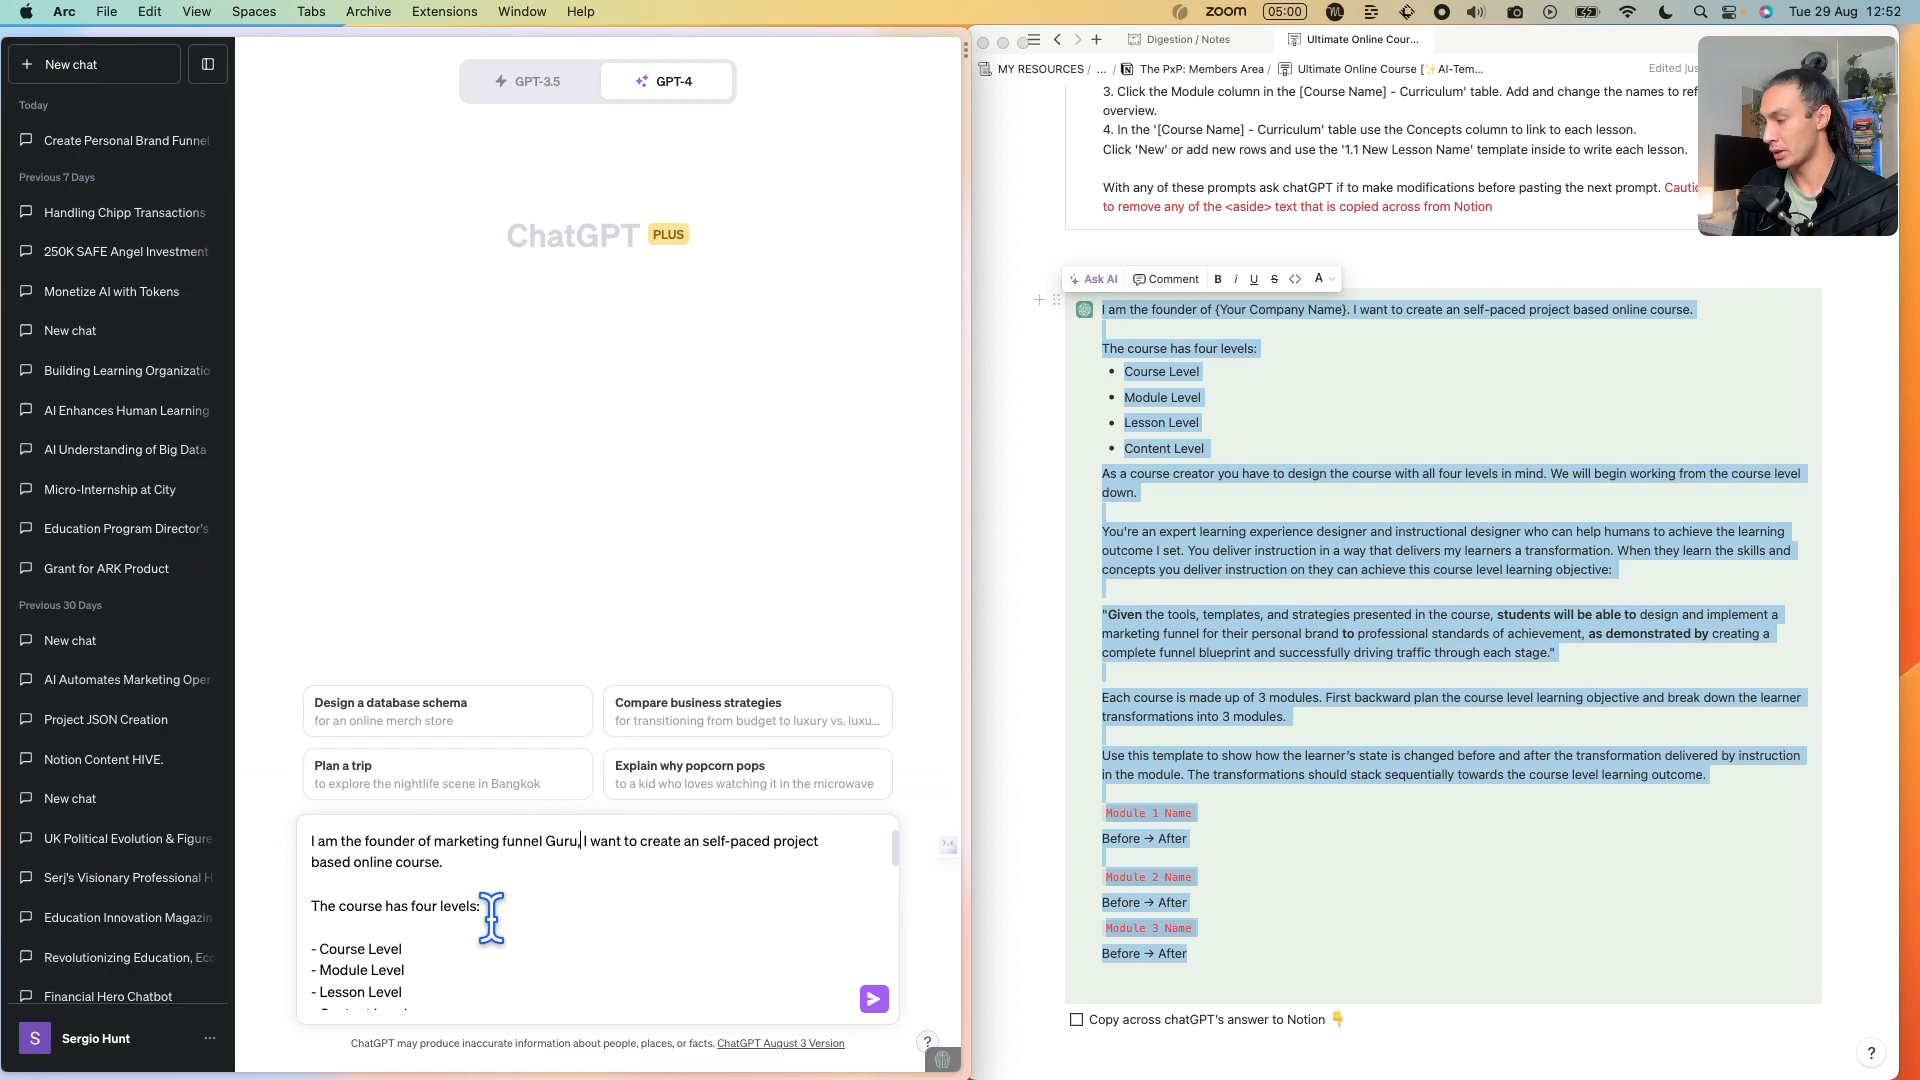 Arc File Edit View Spaces Tabs Archive Extensions Window Help
zoom 05:00 Tue 29 Aug 12:52
+ New chat
Today
Create Personal Brand Funnel
Previous 7 Days
Handling Chipp Transactions
250K SAFE Angel Investment
Monetize AI with Tokens
New chat
Building Learning Organizatio
AI Enhances Human Learning
AI Understanding of Big Data
Micro-Internship at City
Education Program Director's
Grant for ARK Product
Previous 30 Days
New chat
AI Automates Marketing Oper
Project JSON Creation
Notion Content HIVE.
New chat
UK Political Evolution & Figure
Serj's Visionary Professional H
Education Innovation Magazin
Revolutionizing Education, Ecc
Financial Hero Chatbot
S Sergio Hunt ...
GPT-3.5 GPT-4
ChatGPT PLUS
Design a database schema
for an online merch store
Compare business strategies
for transitioning from budget to luxury vs. luxu...
Plan a trip
to explore the nightlife scene in Bangkok
Explain why popcorn pops
to a kid who loves watching it in the microwave
I am the founder of marketing funnel Guru, I want to create an self-paced project
based online course.
The course has four levels:
- Course Level
- Module Level
- Lesson Level
ChatGPT may produce inaccurate information about people, places, or facts. ChatGPT August 3 Version
?
Digestion / Notes
Ultimate Online Cour...
MY RESOURCES / ... / The PxP: Members Area / Ultimate Online Course [✨AI-Tem...
Edited jus
3. Click the Module column in the [Course Name] - Curriculum' table. Add and change the names to ref
overview.
4. In the '[Course Name] - Curriculum' table use the Concepts column to link to each lesson.
Click 'New' or add new rows and use the '1.1 New Lesson Name' template inside to write each lesson.
With any of these prompts ask chatGPT if to make modifications before pasting the next prompt. Cautio
to remove any of the <aside> text that is copied across from Notion
Ask AI Comment B i U S <> A
I am the founder of {Your Company Name}. I want to create an self-paced project based online course.
The course has four levels:
• Course Level
• Module Level
• Lesson Level
• Content Level
As a course creator you have to design the course with all four levels in mind. We will begin working from the course level
down.
You're an expert learning experience designer and instructional designer who can help humans to achieve the learning
outcome I set. You deliver instruction in a way that delivers my learners a transformation. When they learn the skills and
concepts you deliver instruction on they can achieve this course level learning objective:
"Given the tools, templates, and strategies presented in the course, students will be able to design and implement a
marketing funnel for their personal brand to professional standards of achievement, as demonstrated by creating a
complete funnel blueprint and successfully driving traffic through each stage."
Each course is made up of 3 modules. First backward plan the course level learning objective and break down the learner
transformations into 3 modules.
Use this template to show how the learner's state is changed before and after the transformation delivered by instruction
in the module. The transformations should stack sequentially towards the course level learning outcome.
Module 1 Name
Before → After
Module 2 Name
Before → After
Module 3 Name
Before → After
Copy across chatGPT's answer to Notion 👇
?